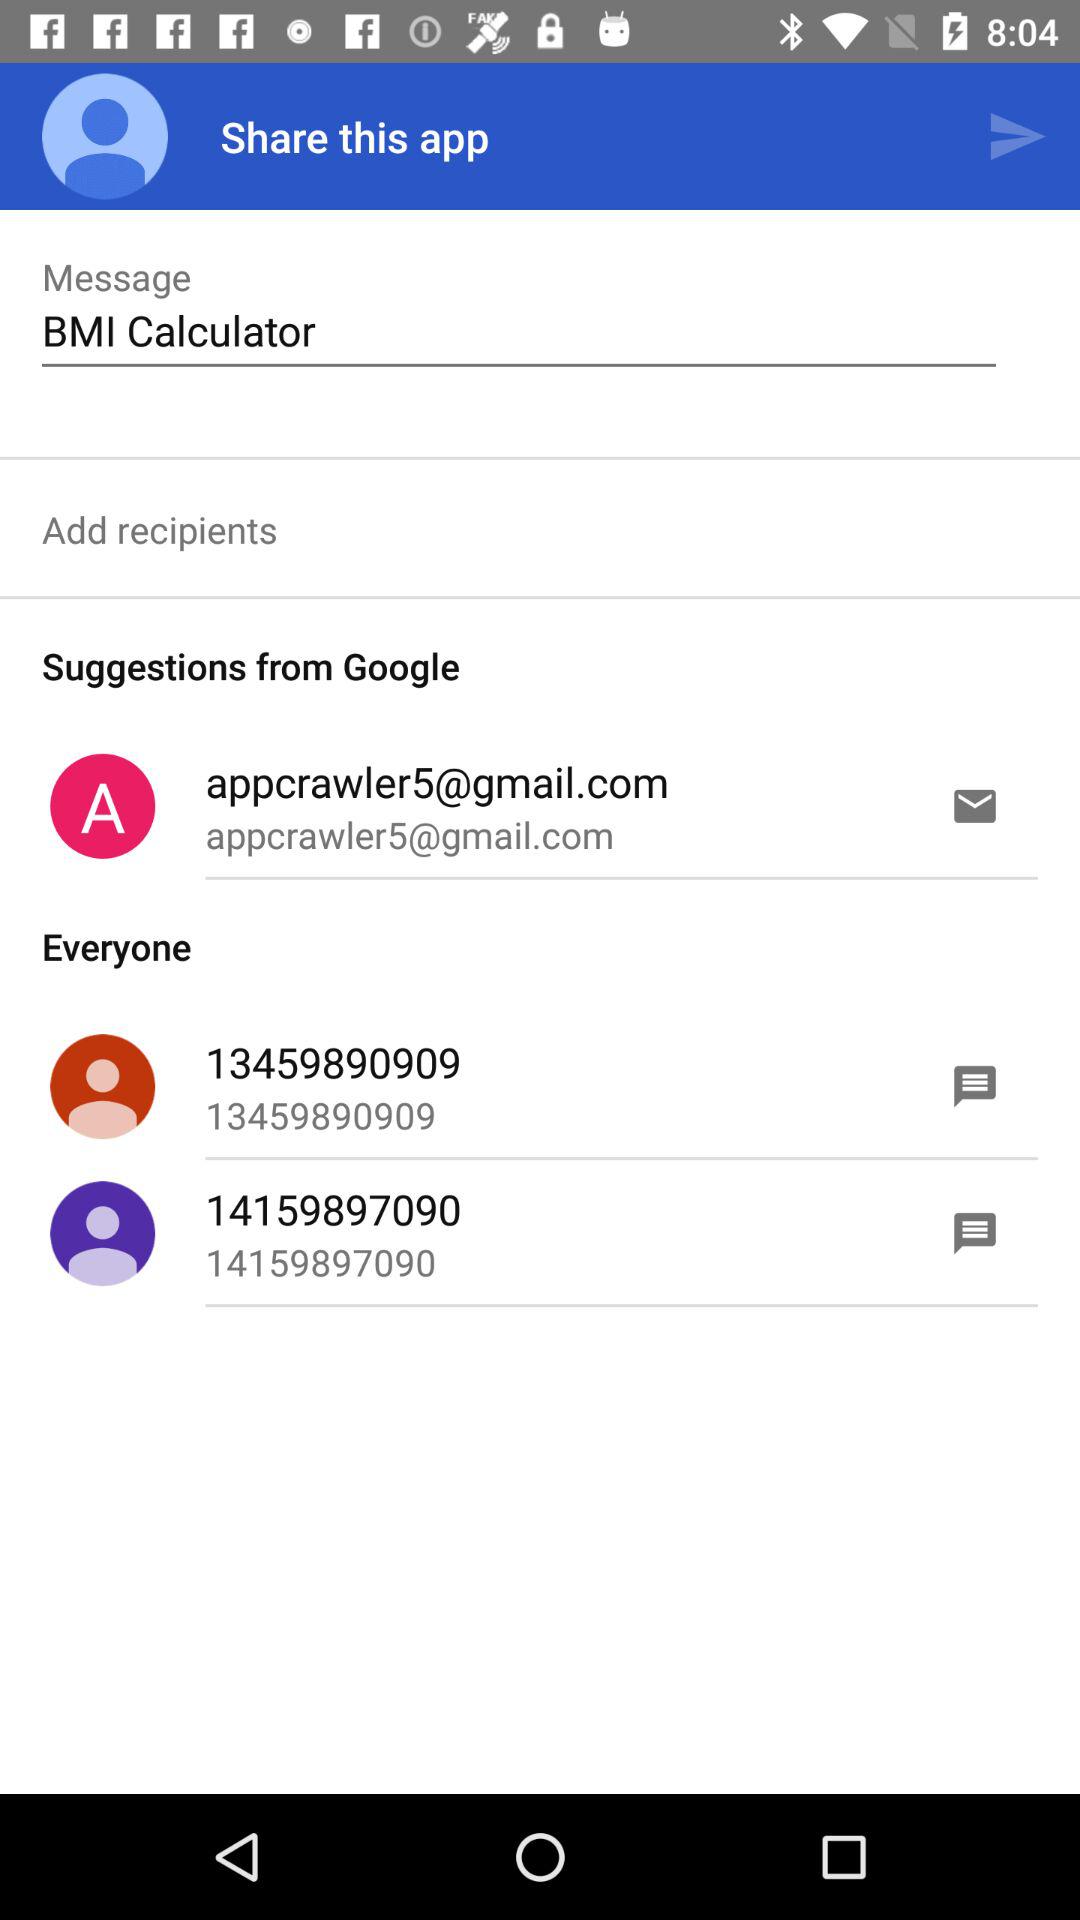 FAKE
8:04
Share this app
Message
BMI Calculator
Add recipients
Suggestions from Google
A
appcrawler5@gmail.com
appcrawler5@gmail.com
Everyone
13459890909
13459890909
14159897090
14159897090